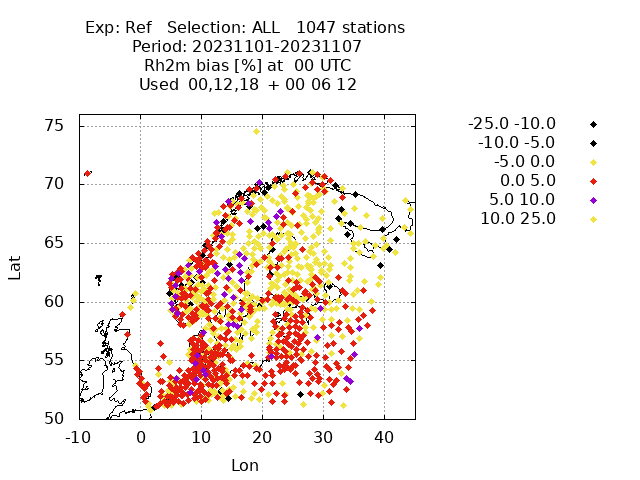 Exp: Ref   Selection: ALL   1047 stations
Period: 20231101-20231107
Rh2m bias [%] at  00 UTC
Used  00,12,18  + 00 06 12
-25.0 -10.0
-10.0 -5.0
-5.0 0.0
0.0 5.0
5.0 10.0
10.0 25.0
75
70
65
60
55
50
Lat
-10 0 10 20 30 40
Lon